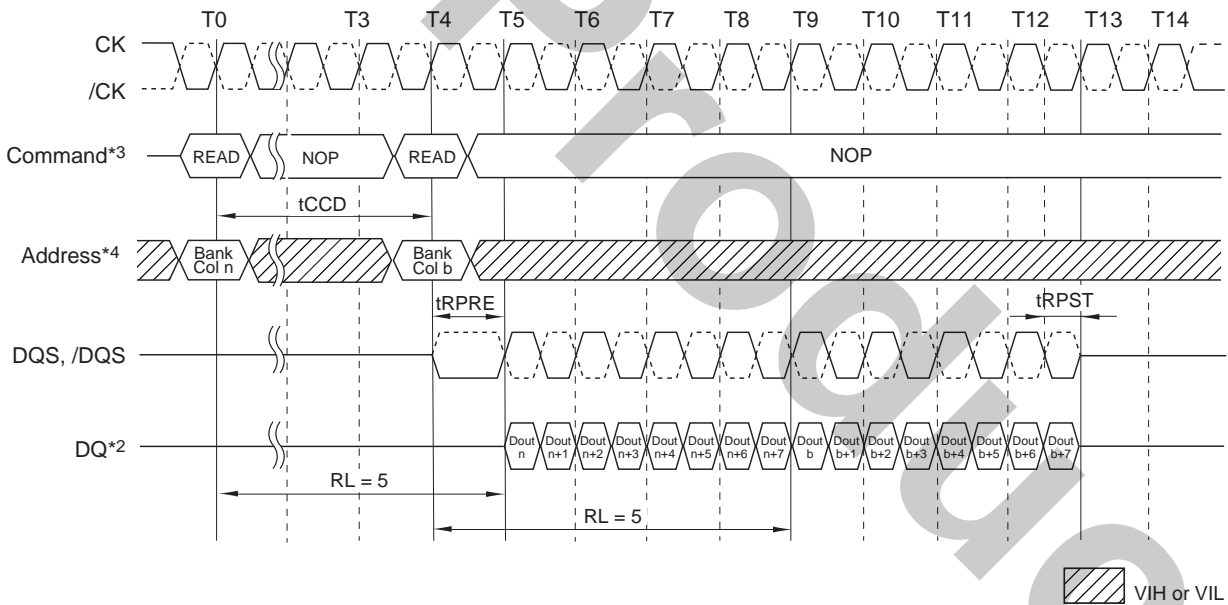 T0 T3 T4 T5 T6 T7 T8 T9 T10 T11 T12 T13 T14
CK
/CK
Command*3 READ NOP READ NOP
tCCD
Address*4 Bank Col n Bank Col b
tRPRE tRPST
DQS, /DQS
DQ*2 Dout n Dout n+1 Dout n+2 Dout n+3 Dout n+4 Dout n+5 Dout n+6 Dout n+7 Dout b Dout b+1 Dout b+2 Dout b+3 Dout b+4 Dout b+5 Dout b+6 Dout b+7
RL = 5
RL = 5
VIH or VIL